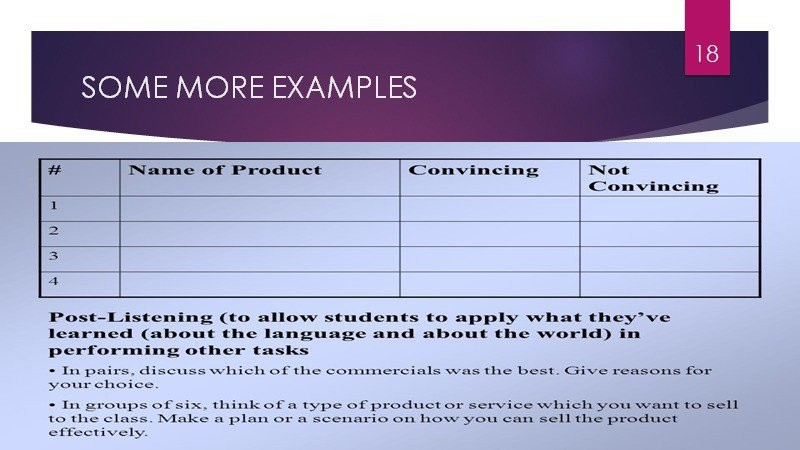 18
SOME MORE EXAMPLES
# Name of Product Convincing Not Convincing
1
2
3
4
Post-Listening (to allow students to apply what they’ve
learned (about the language and about the world) in
performing other tasks
• In pairs, discuss which of the commercials was the best. Give reasons for
your choice.
• In groups of six, think of a type of product or service which you want to sell
to the class. Make a plan or a scenario on how you can sell the product
effectively.